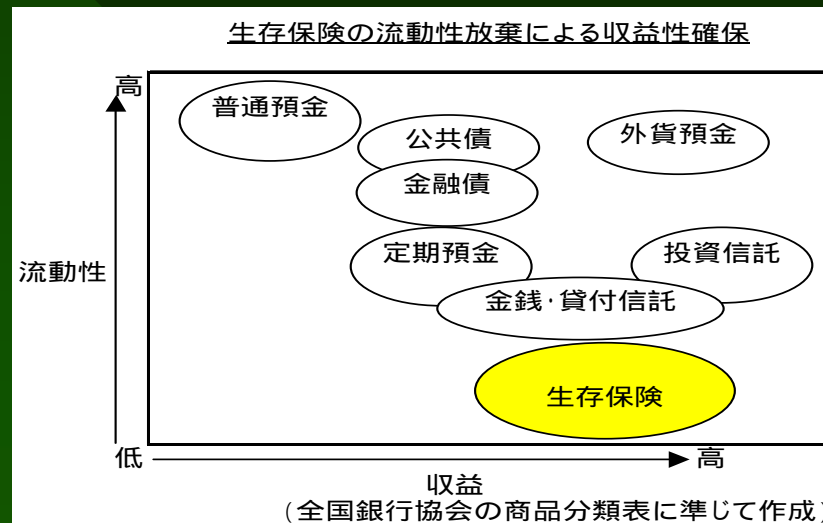 生存保険の流動性放棄による収益性確保
高
普通預金
公共債
外貨預金
金融債
定期預金
投資信託
流動性
金銭・貸付信託
生存保険
低
高
収益
(全国銀行協会の商品分類表に準じて作成)